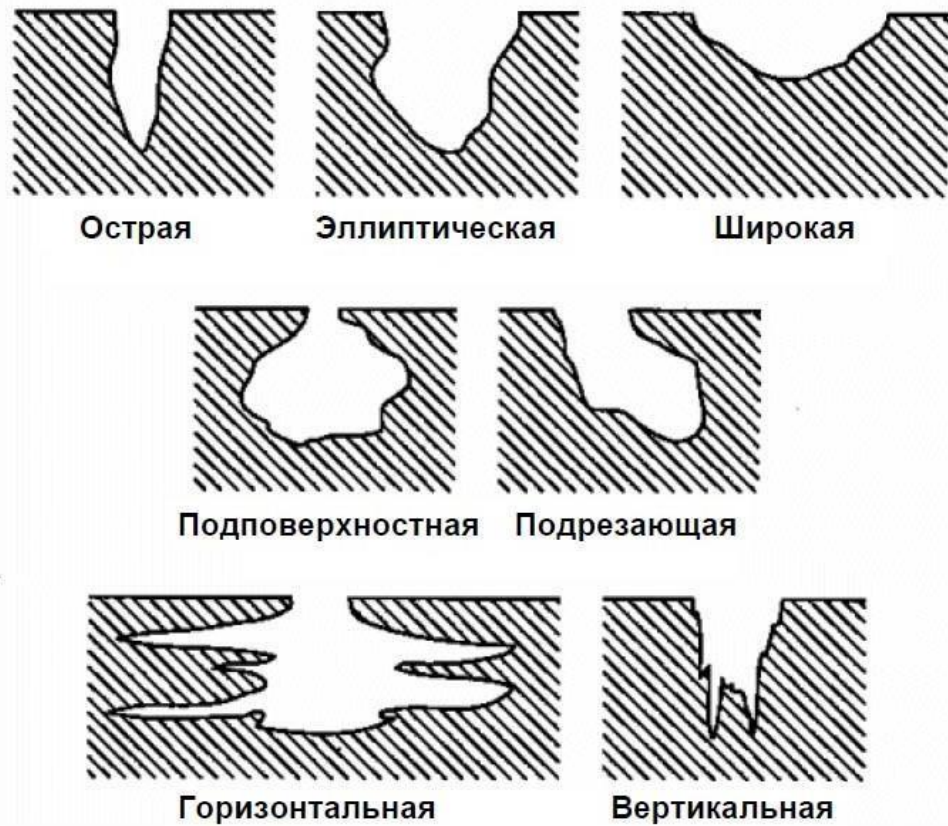 Острая Эллиптическая Широкая
Подповерхностная Подрезающая
Горизонтальная Вертикальная